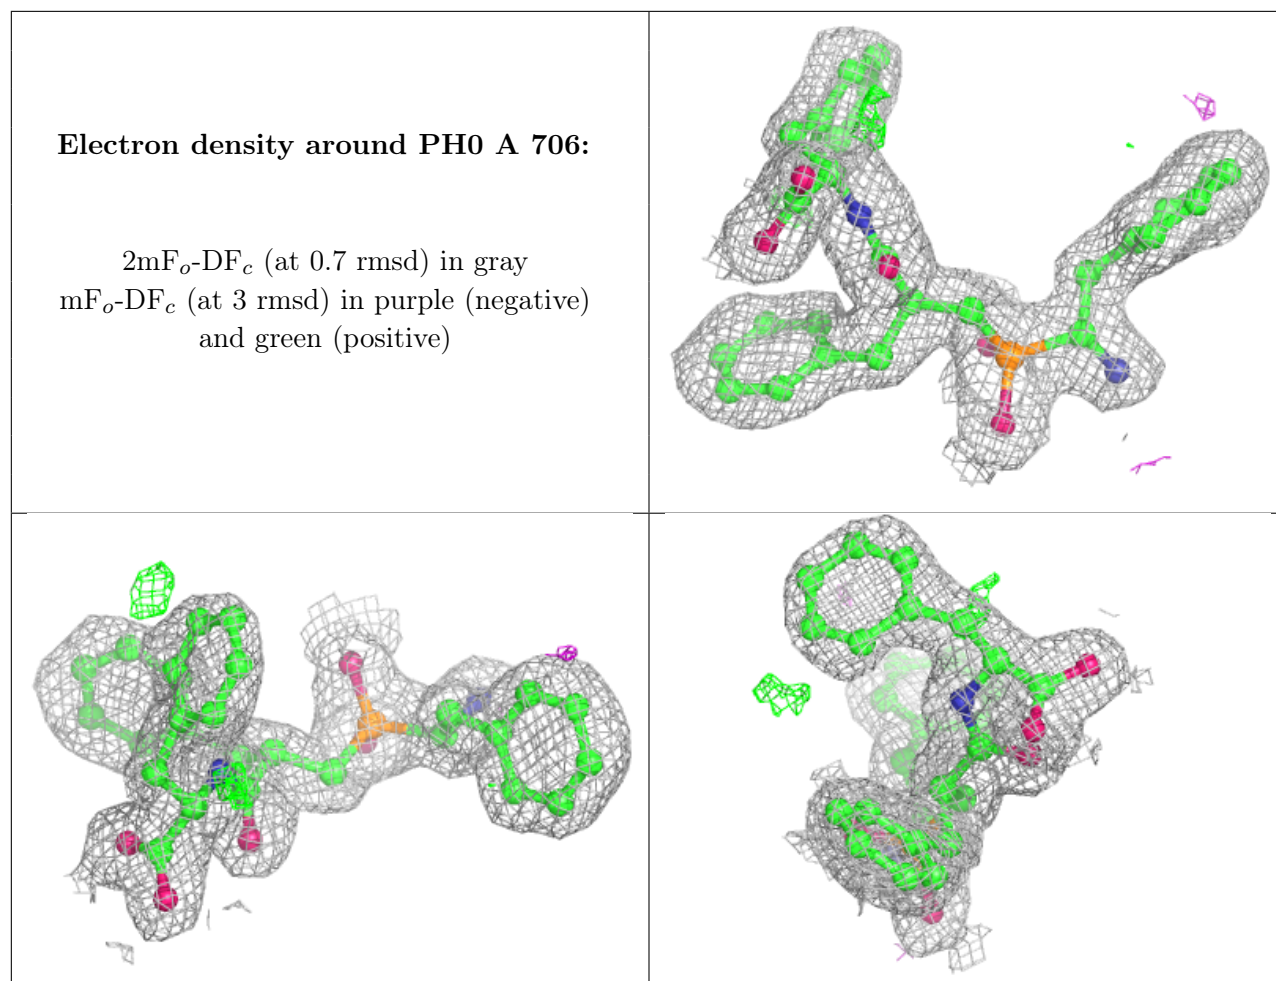 Electron density around PH0 A 706:
2mFo-DFc (at 0.7 rmsd) in gray
mFo-DFc (at 3 rmsd) in purple (negative)
and green (positive)